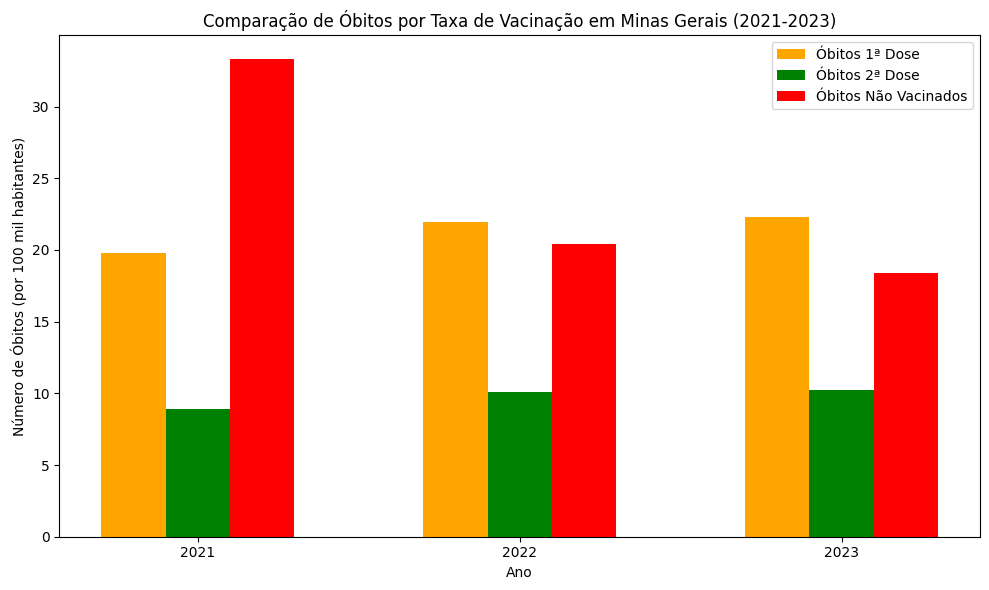 Comparação de Óbitos por Taxa de Vacinação em Minas Gerais (2021-2023)
Óbitos 1ª Dose
Óbitos 2ª Dose
Óbitos Não Vacinados
Número de Óbitos (por 100 mil habitantes)
30
25
20
15
10
5
0
2021
2022
2023
Ano